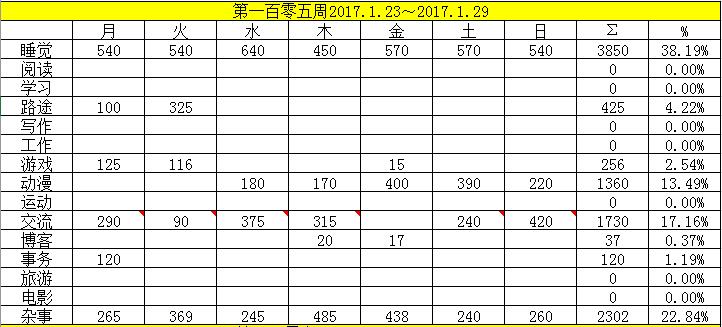 第一百零五周2017.1.23～2017.1.29
月 火 水 木 金 土 日 Σ %
睡觉 540 540 640 450 570 570 540 3850 38.19%
阅读 0 0.00%
学习 0 0.00%
路途 100 325 425 4.22%
写作 0 0.00%
工作 0 0.00%
游戏 125 116 15 256 2.54%
动漫 180 170 400 390 220 1360 13.49%
运动 0 0.00%
交流 290 90 375 315 240 420 1730 17.16%
博客 20 17 37 0.37%
事务 120 120 1.19%
旅游 0 0.00%
电影 0 0.00%
杂事 265 369 245 485 438 240 260 2302 22.84%